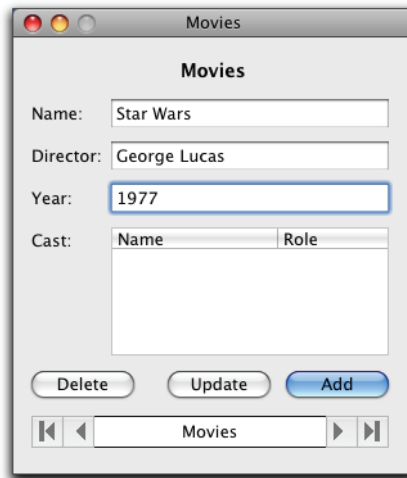 Movies
Movies
Name: Star Wars
Director: George Lucas
Year: 1977
Cast: Name Role
Delete Update Add
Movies